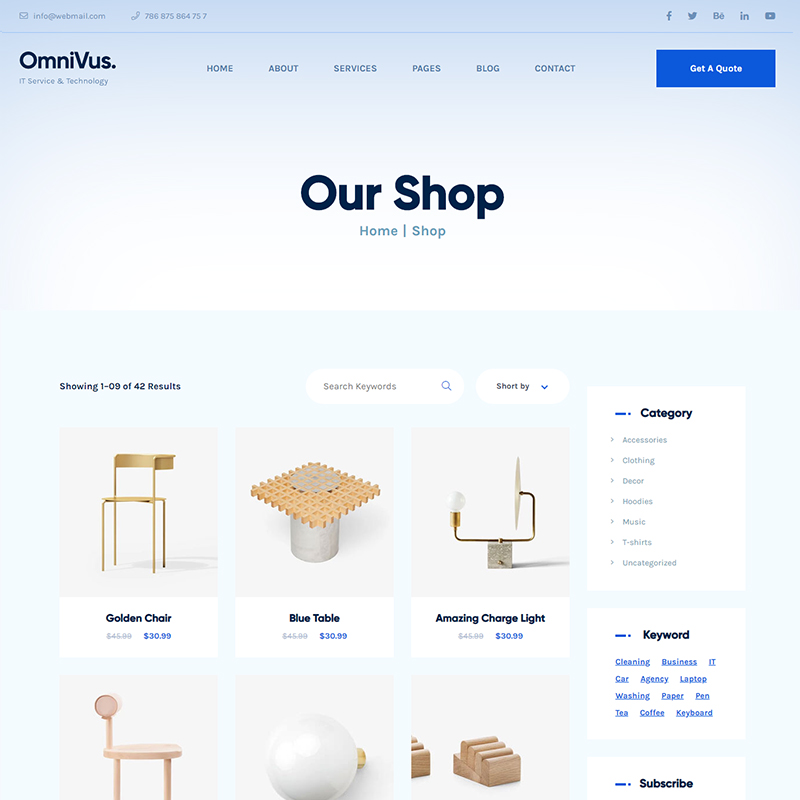 info@webmail.com 786 875 864 75 7
OmniVus.
IT Service & Technology
HOME ABOUT SERVICES PAGES BLOG CONTACT
Get A Quote
Our Shop
Home | Shop
Showing 1–09 of 42 Results
Search Keywords
Short by
Golden Chair
$45.99 $30.99
Blue Table
$45.99 $30.99
Amazing Charge Light
$45.99 $30.99
Category
Accessories
Clothing
Decor
Hoodies
Music
T-shirts
Uncategorized
Keyword
Cleaning Business IT
Car Agency Laptop
Washing Paper Pen
Tea Coffee Keyboard
Subscribe